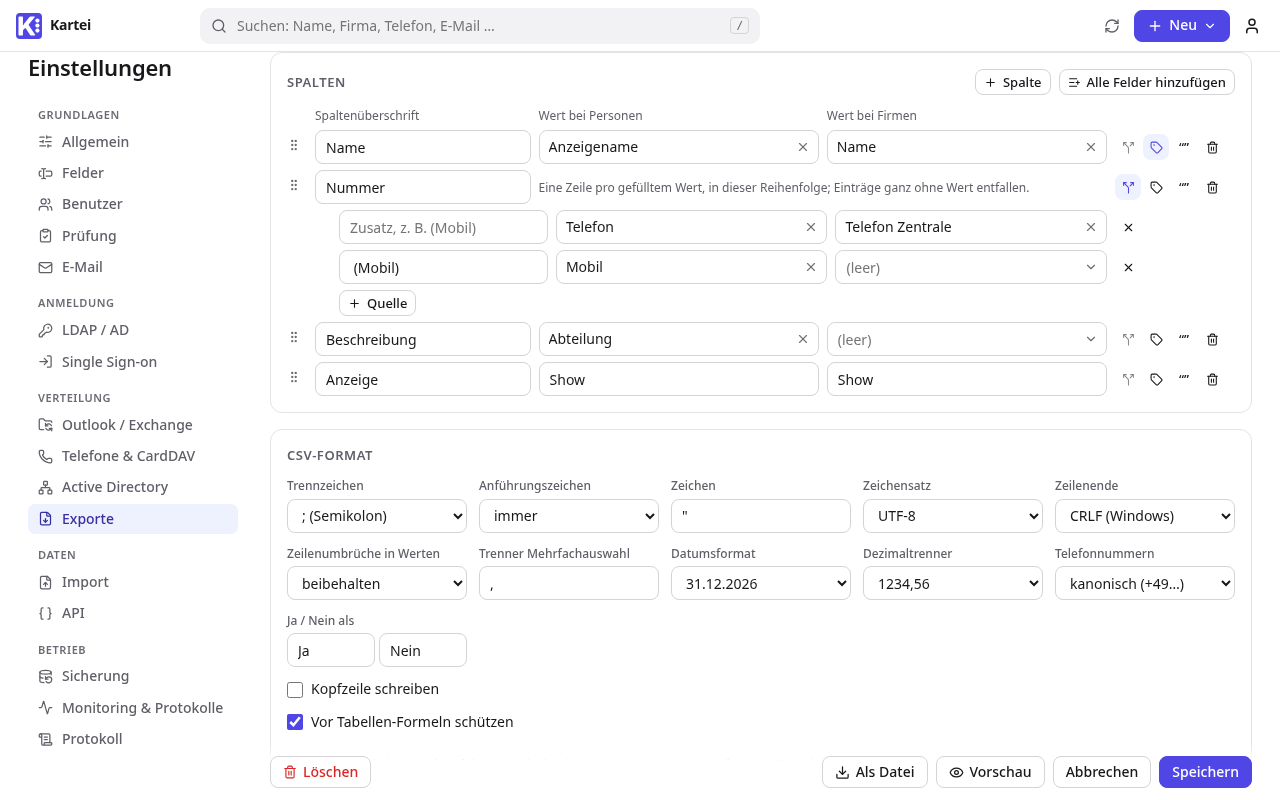 Kartei
Suchen: Name, Firma, Telefon, E-Mail ...
/
Neu
Einstellungen
GRUNDLAGEN
Allgemein
Felder
Benutzer
Prüfung
E-Mail
ANMELDUNG
LDAP / AD
Single Sign-on
VERTEILUNG
Outlook / Exchange
Telefone & CardDAV
Active Directory
Exporte
DATEN
Import
API
BETRIEB
Sicherung
Monitoring & Protokolle
Protokoll
SPALTEN
Spalte
Alle Felder hinzufügen
Spaltenüberschrift Wert bei Personen Wert bei Firmen
Name Anzeigename Name
Nummer Eine Zeile pro gefülltem Wert, in dieser Reihenfolge; Einträge ganz ohne Wert entfallen.
Zusatz, z. B. (Mobil) Telefon Telefon Zentrale
(Mobil) Mobil (leer)
Quelle
Beschreibung Abteilung (leer)
Anzeige Show Show
CSV-FORMAT
Trennzeichen Anführungszeichen Zeichen Zeichensatz Zeilenende
; (Semikolon) immer " UTF-8 CRLF (Windows)
Zeilenumbrüche in Werten Trenner Mehrfachauswahl Datumsformat Dezimaltrenner Telefonnummern
beibehalten , 31.12.2026 1234,56 kanonisch (+49...)
Ja / Nein als
Ja Nein
Kopfzeile schreiben
Vor Tabellen-Formeln schützen
Löschen Als Datei Vorschau Abbrechen Speichern